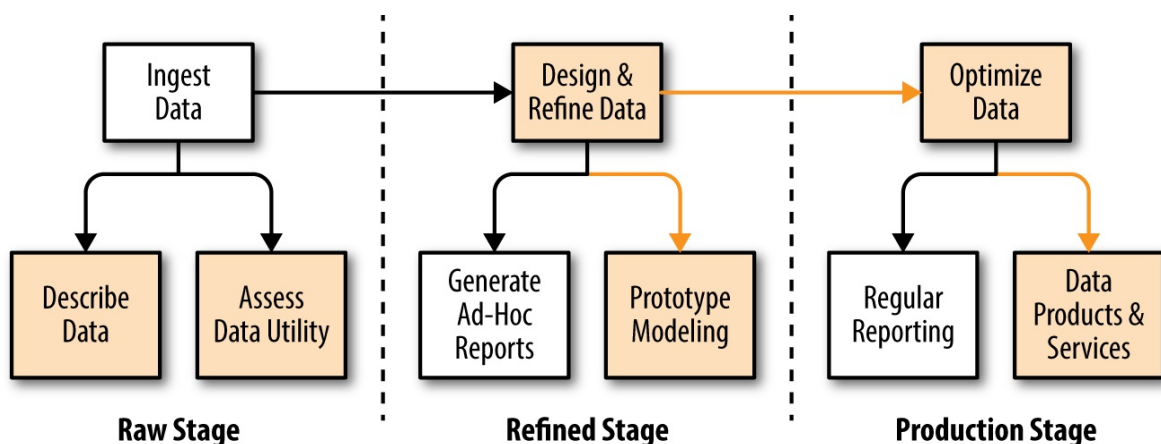 Ingest
Data
Design &
Refine Data
Optimize
Data
Describe
Data
Assess
Data Utility
Generate
Ad-Hoc
Reports
Prototype
Modeling
Regular
Reporting
Data
Products &
Services
Raw Stage
Refined Stage
Production Stage